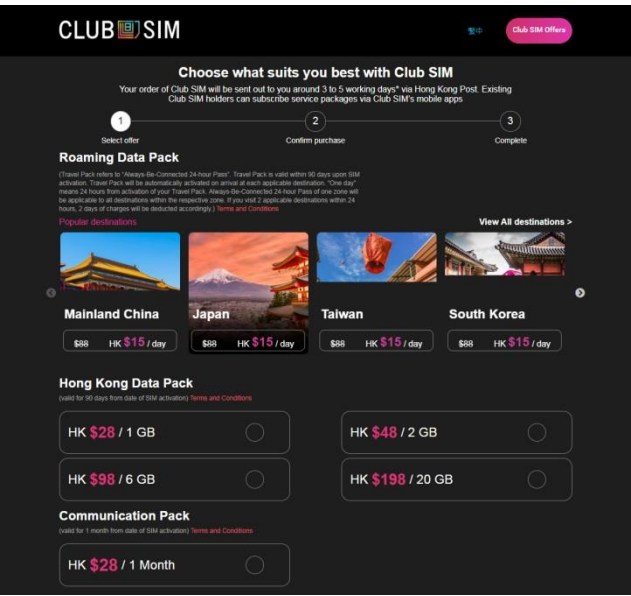 CLUB SIM
繁中
Club SIM Offers
Choose what suits you best with Club SIM
Your order of Club SIM will be sent out to you around 3 to 5 working days* via Hong Kong Post. Existing
Club SIM holders can subscribe service packages via Club SIM's mobile apps
1
2
3
Select offer
Confirm purchase
Complete
Roaming Data Pack
(Travel Pack refers to "Always-Be-Connected 24-hour Pass". Travel Pack is valid within 90 days upon SIM
activation. Travel Pack will be automatically activated on arrival at each applicable destination. "One day"
means 24 hours from activation of your Travel Pack. Always-Be-Connected 24-hour Pass of one zone will
be applicable to all destinations within the respective zone. If you visit 2 applicable destinations within 24
hours, 2 days of charges will be deducted accordingly.) Terms and Conditions
Popular destinations
View All destinations >
Mainland China
Japan
Taiwan
South Korea
$88 HK $15 / day
$88 HK $15 / day
$88 HK $15 / day
$88 HK $15 / day
Hong Kong Data Pack
(valid for 90 days from date of SIM activation) Terms and Conditions
HK $28 / 1 GB
HK $48 / 2 GB
HK $98 / 6 GB
HK $198 / 20 GB
Communication Pack
(valid for 1 month from date of SIM activation) Terms and Conditions
HK $28 / 1 Month